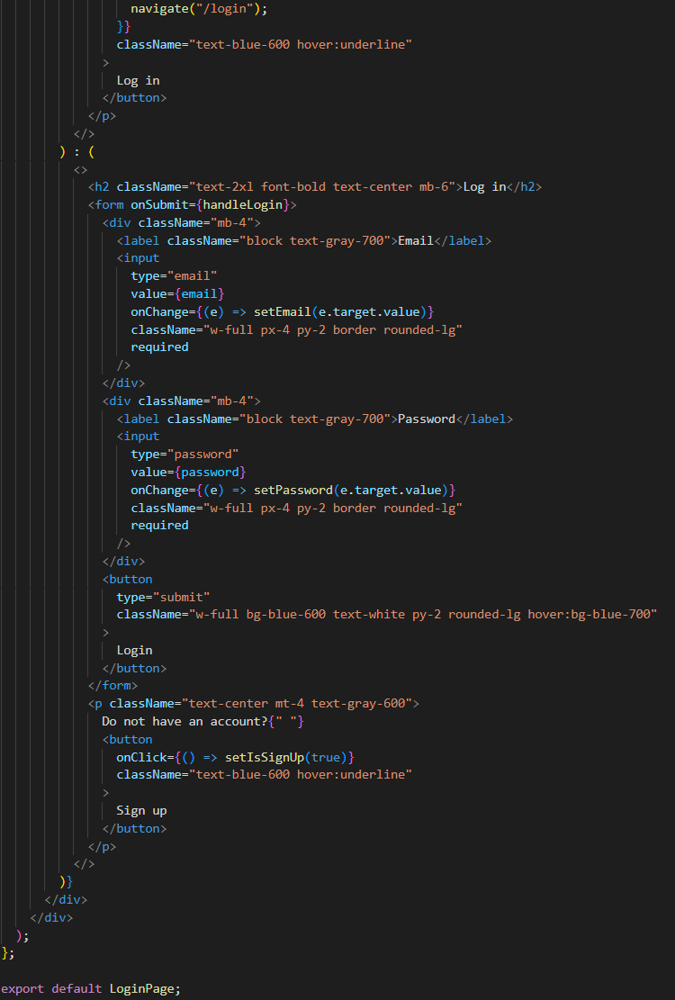 navigate("/login");
}}
className="text-blue-600 hover:underline"
>
Log in
</button>
</p>
</>
) : (
<>
<h2 className="text-2xl font-bold text-center mb-6">Log in</h2>
<form onSubmit={handleLogin}>
<div className="mb-4">
<label className="block text-gray-700">Email</label>
<input
type="email"
value={email}
onChange={(e) => setEmail(e.target.value)}
className="w-full px-4 py-2 border rounded-lg"
required
/>
</div>
<div className="mb-4">
<label className="block text-gray-700">Password</label>
<input
type="password"
value={password}
onChange={(e) => setPassword(e.target.value)}
className="w-full px-4 py-2 border rounded-lg"
required
/>
</div>
<button
type="submit"
className="w-full bg-blue-600 text-white py-2 rounded-lg hover:bg-blue-700"
>
Login
</button>
</form>
<p className="text-center mt-4 text-gray-600">
Do not have an account?{" "}
<button
onClick={() => setIsSignUp(true)}
className="text-blue-600 hover:underline"
>
Sign up
</button>
</p>
</>
)}
</div>
</div>
);
};
export default LoginPage;